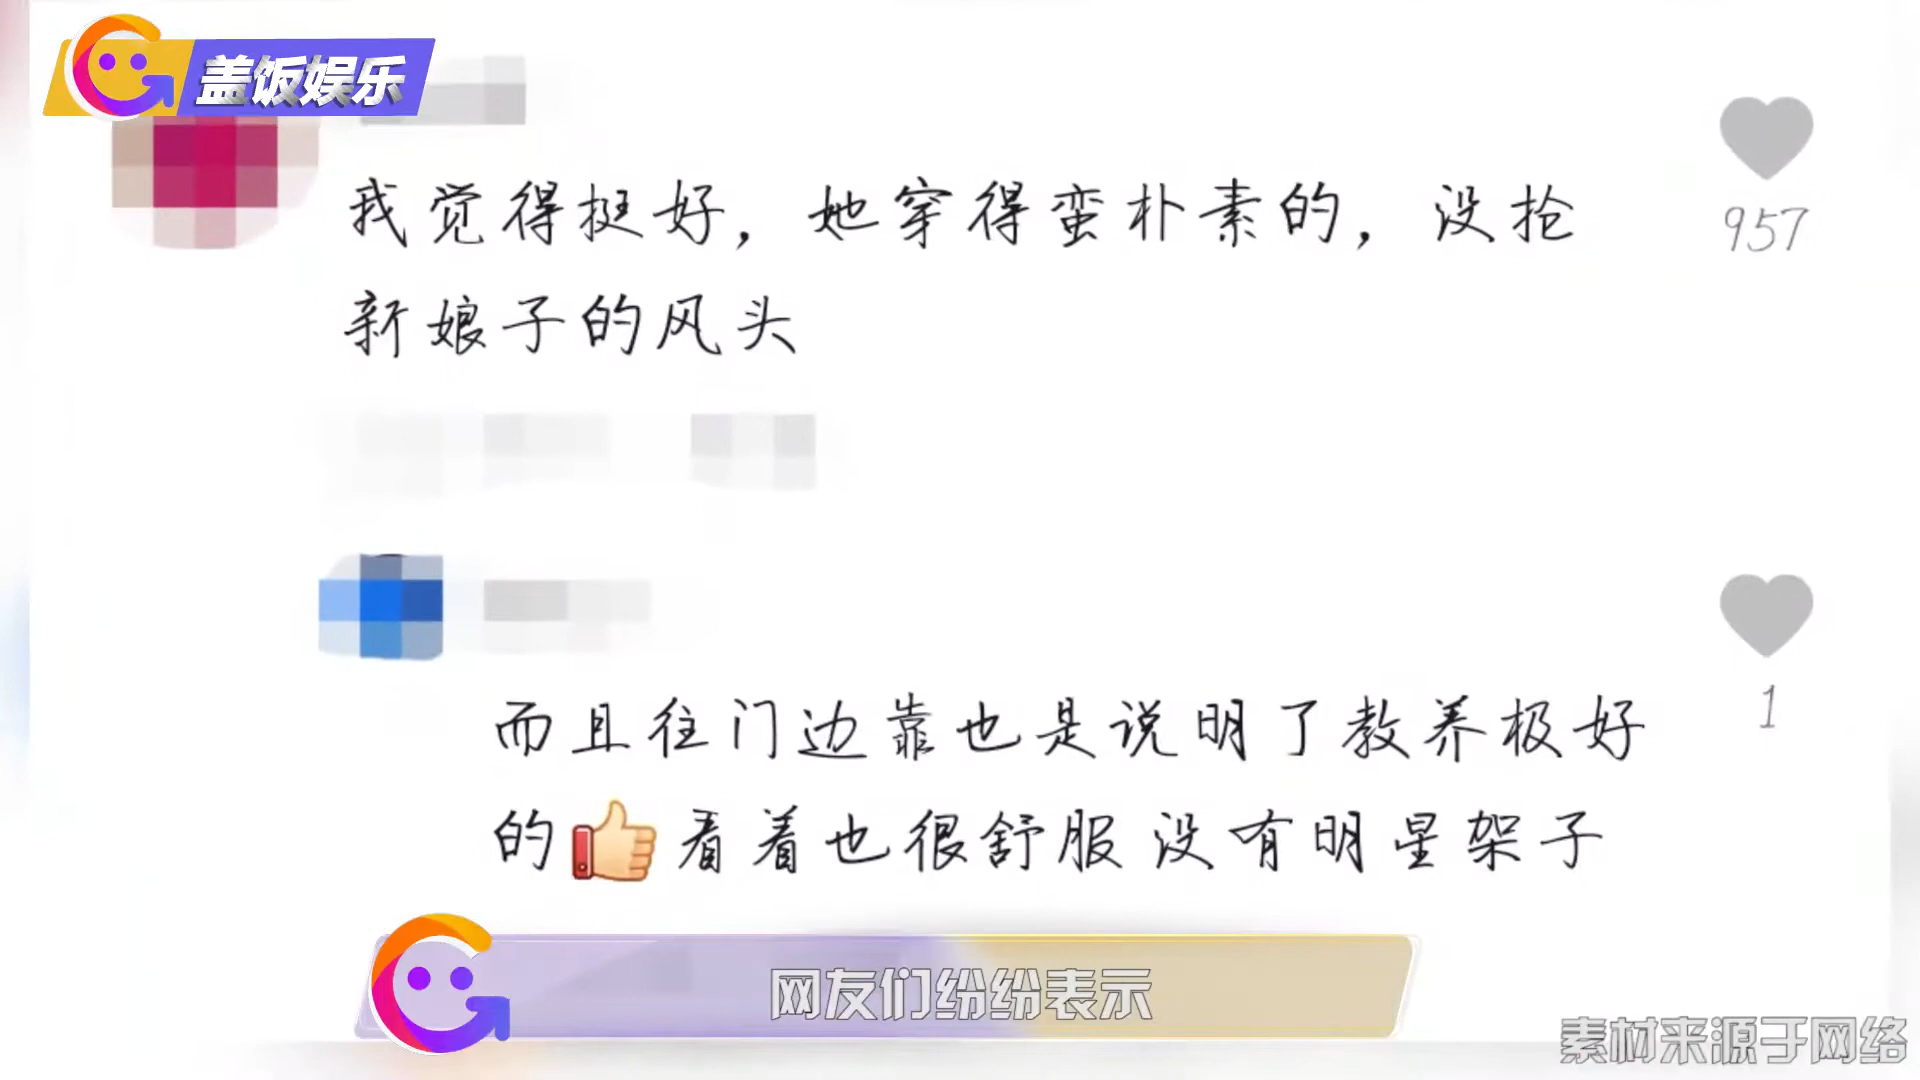 盖饭娱乐
我觉得挺好，她穿得蛮朴素的，没抢
新娘子的风头
957
而且往门边靠也是说明了教养极好
的👍看着也很舒服 没有明星架子
1
网友们纷纷表示
素材来源于网络